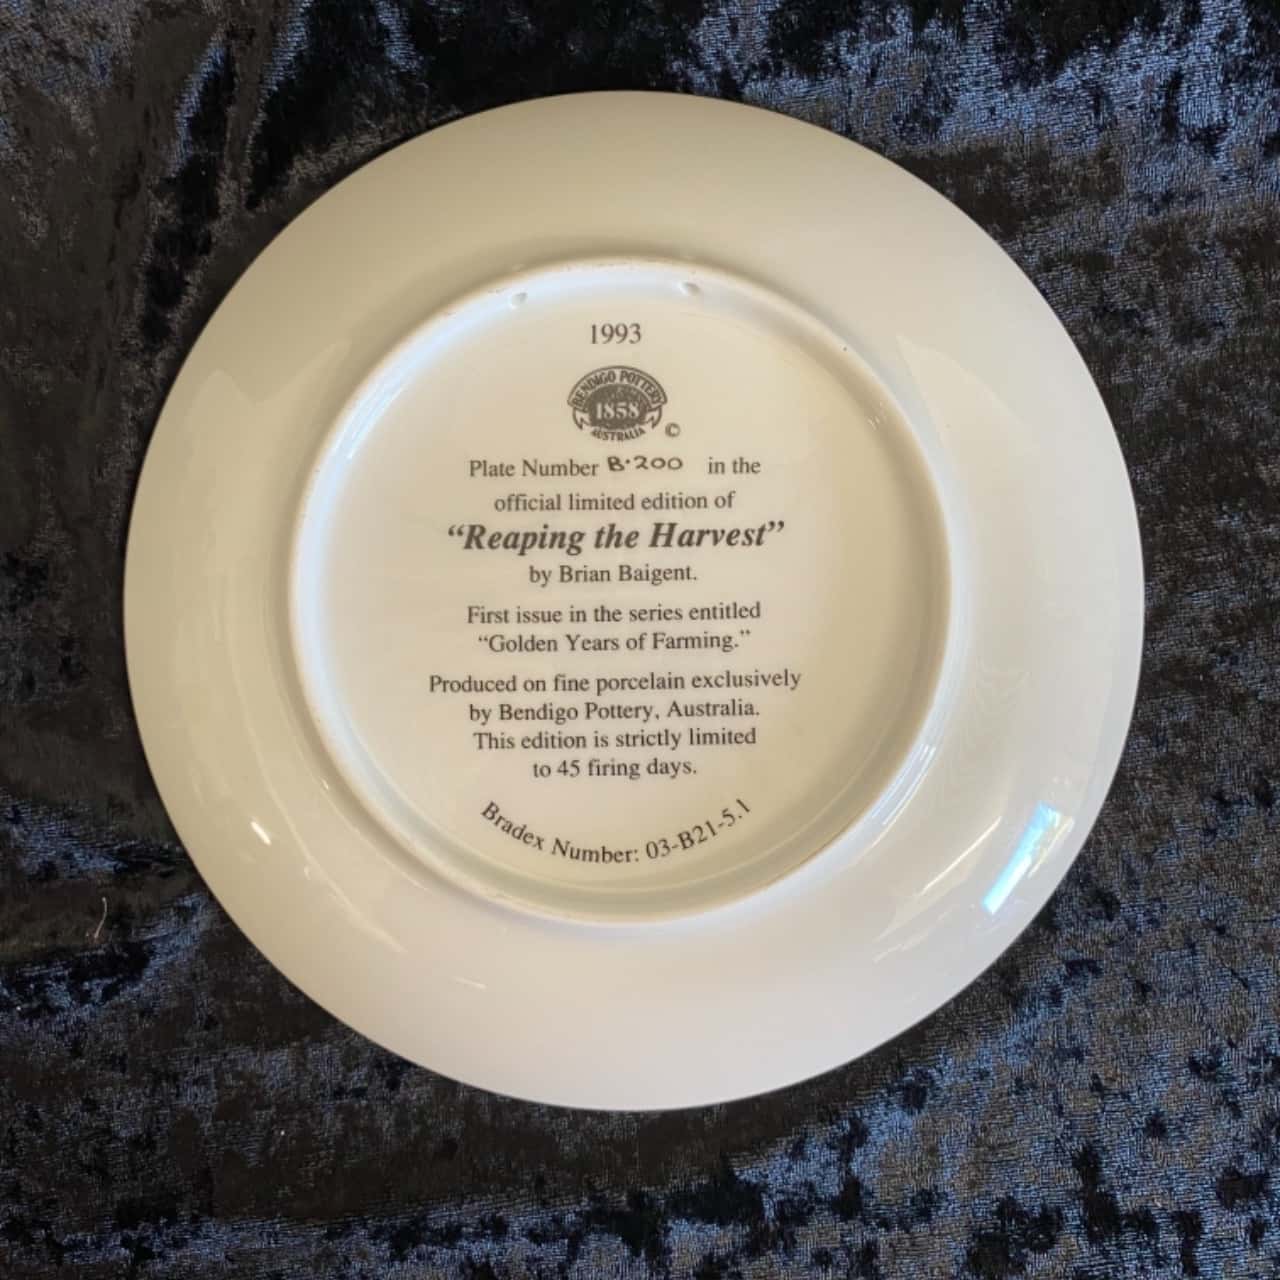 1993
BENDIGO POTTERY
1858
AUSTRALIA
©
Plate Number B·200 in the
official limited edition of
“Reaping the Harvest”
by Brian Baigent.
First issue in the series entitled
“Golden Years of Farming.”
Produced on fine porcelain exclusively
by Bendigo Pottery, Australia.
This edition is strictly limited
to 45 firing days.
Bradex Number: 03-B21-5.1